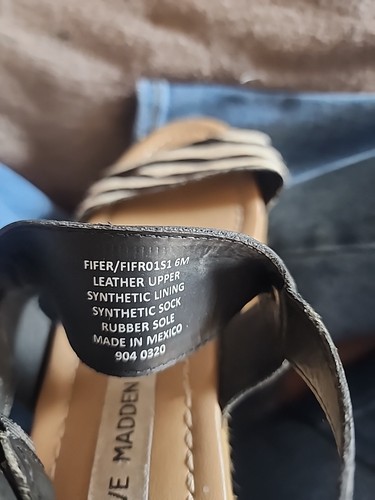 FIFER/FIFR01S1 6M
LEATHER UPPER
SYNTHETIC LINING
SYNTHETIC SOCK
RUBBER SOLE
MADE IN MEXICO
904 0320
VE MADDEN